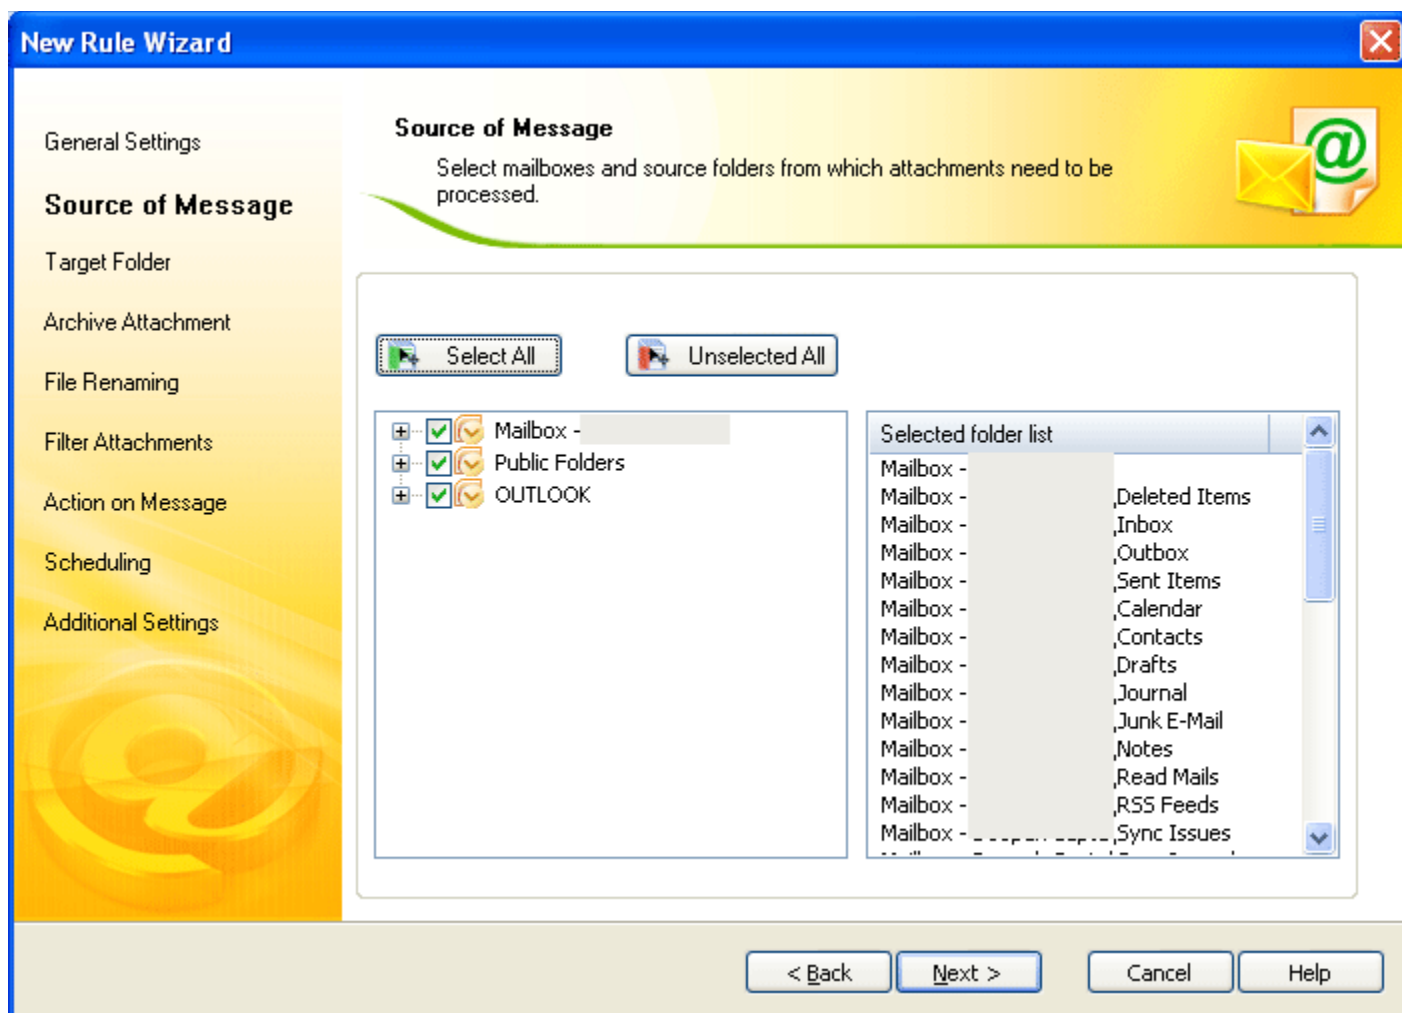 New Rule Wizard
General Settings
Source of Message
Target Folder
Archive Attachment
File Renaming
Filter Attachments
Action on Message
Scheduling
Additional Settings
Source of Message
Select mailboxes and source folders from which attachments need to be
processed.
Select All
Unselected All
Mailbox -
Public Folders
OUTLOOK
Selected folder list
Mailbox -
Mailbox - ,Deleted Items
Mailbox - ,Inbox
Mailbox - ,Outbox
Mailbox - ,Sent Items
Mailbox - ,Calendar
Mailbox - ,Contacts
Mailbox - ,Drafts
Mailbox - ,Journal
Mailbox - ,Junk E-Mail
Mailbox - ,Notes
Mailbox - ,Read Mails
Mailbox - ,RSS Feeds
Mailbox - ,Sync Issues
< Back
Next >
Cancel
Help